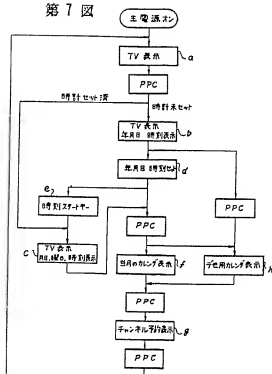 第7図
主電源オン
TV表示
a
PPC
時計セット済
時計未セット
TV表示
年月日 時刻表示
b
年月日 時刻セット
d
e
時刻スタートキー
PPC
PPC
TV表示
月日,曜日,時刻表示
c
当月のカレンダ表示
f
デモ用カレンダ表示
h
PPC
チャンネル予約表示
g
PPC